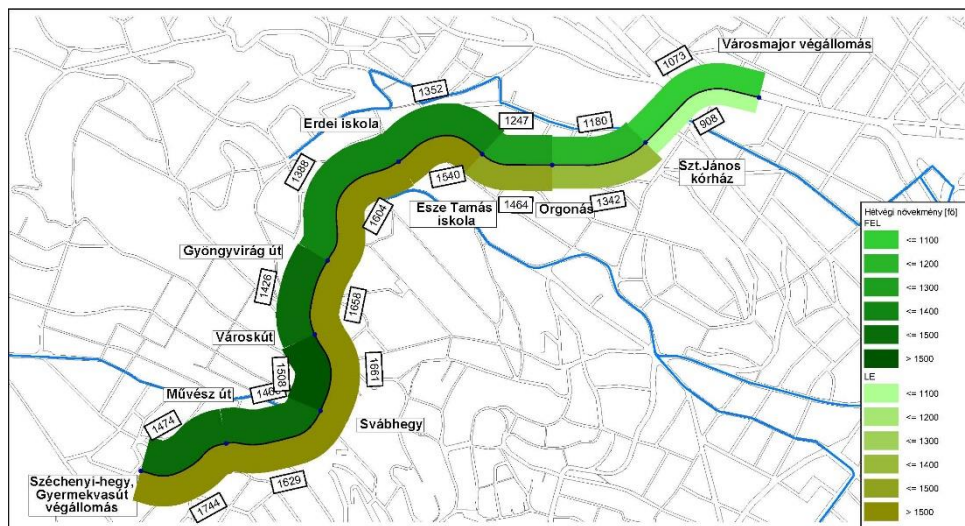 Városmajor végállomás
1073
1352
1247
1180
908
Erdei iskola
Szt.János
kórház
1388
1540
Esze Tamás
iskola
1464
Orgonás
1342
1604
Gyöngyvirág út
1426
1658
Városkút
1508
1661
Művész út
1474
Svábhegy
Széchenyi-hegy,
Gyermekvasút
végállomás
1629
1744
Hétvégi növekmény [fő]
FEL
<= 1100
<= 1200
<= 1300
<= 1400
<= 1500
> 1500
LE
<= 1100
<= 1200
<= 1300
<= 1400
<= 1500
> 1500